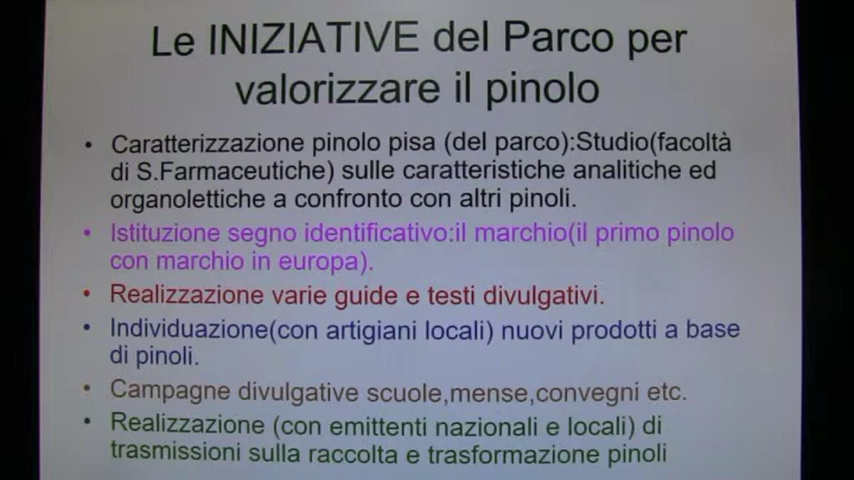 Le INIZIATIVE del Parco per
valorizzare il pinolo
• Caratterizzazione pinolo pisa (del parco):Studio(facoltà
di S.Farmaceutiche) sulle caratteristiche analitiche ed
organolettiche a confronto con altri pinoli.
• Istituzione segno identificativo:il marchio(il primo pinolo
con marchio in europa).
• Realizzazione varie guide e testi divulgativi.
• Individuazione(con artigiani locali) nuovi prodotti a base
di pinoli.
• Campagne divulgative scuole,mense,convegni etc.
• Realizzazione (con emittenti nazionali e locali) di
trasmissioni sulla raccolta e trasformazione pinoli